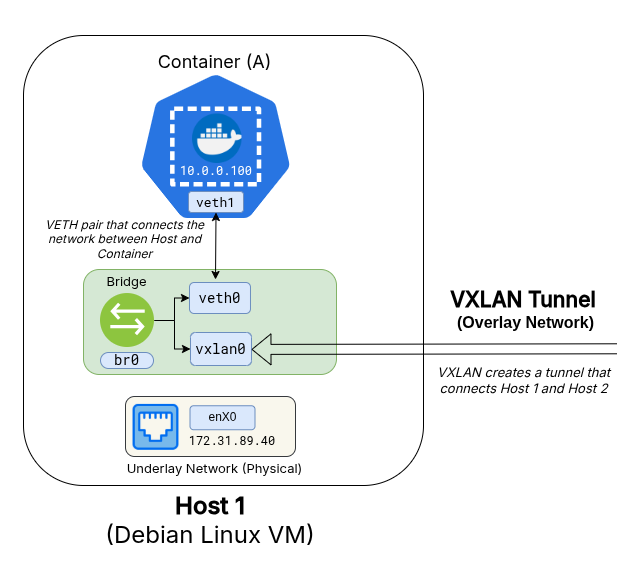 Container (A)
10.0.0.100
veth1
VETH pair that connects the
network between Host and
Container
Bridge
veth0
br0
vxlan0
VXLAN Tunnel
(Overlay Network)
VXLAN creates a tunnel that
connects Host 1 and Host 2
enX0
172.31.89.40
Underlay Network (Physical)
Host 1
(Debian Linux VM)